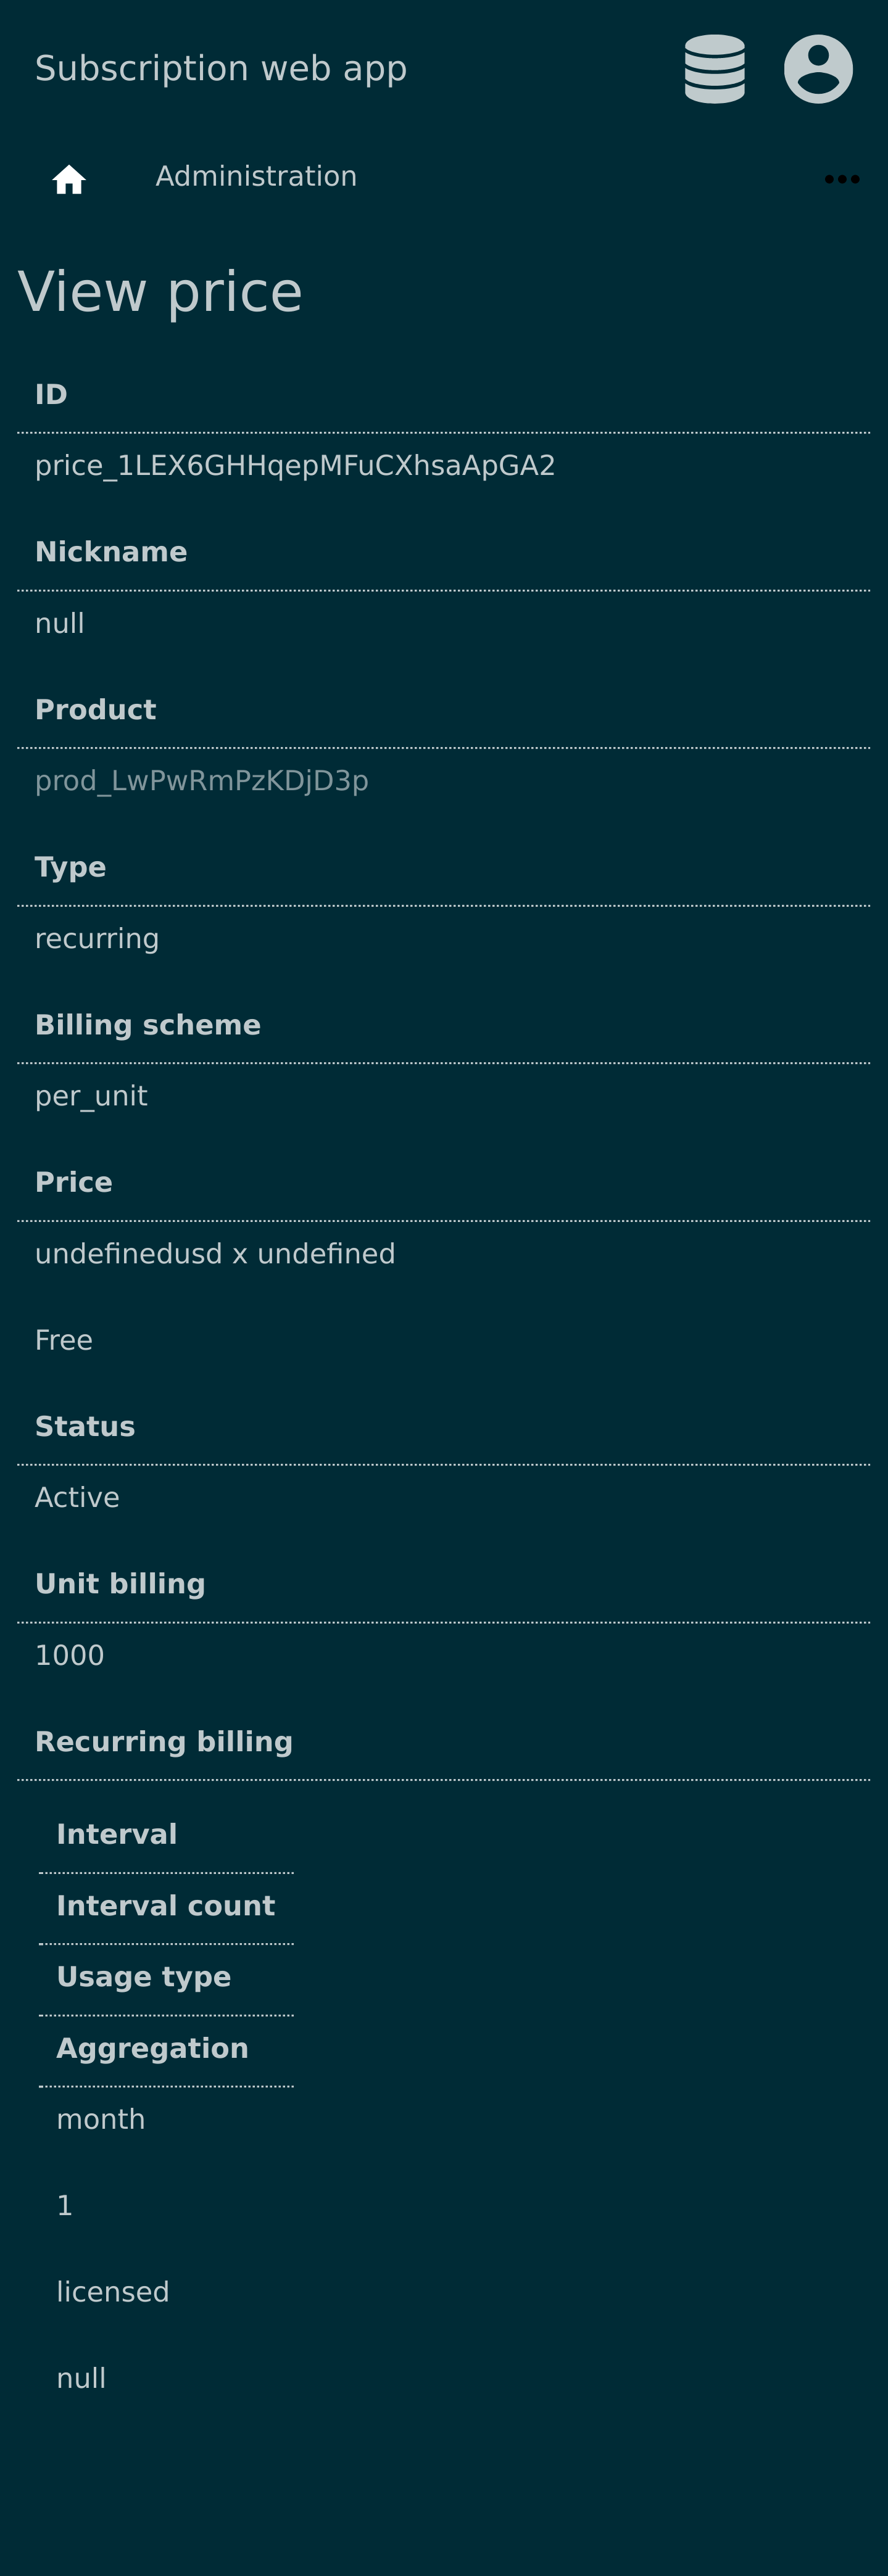 Subscription web app
Administration
View price
ID
price_1LEX6GHHqepMFuCXhsaApGA2
Nickname
null
Product
prod_LwPwRmPzKDjD3p
Type
recurring
Billing scheme
per_unit
Price
undefinedusd x undefined
Free
Status
Active
Unit billing
1000
Recurring billing
Interval
Interval count
Usage type
Aggregation
month
1
licensed
null